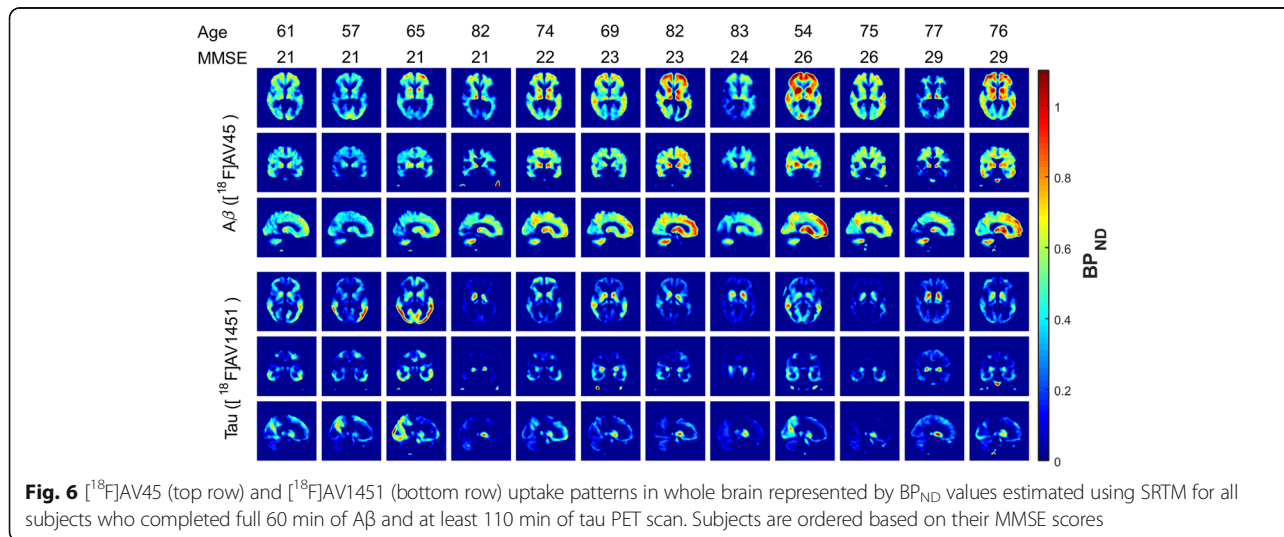 Age 61 57 65 82 74 69 82 83 54 75 77 76
MMSE 21 21 21 21 22 23 23 24 26 26 29 29
Aβ ([¹⁸F]AV45 )
Tau ([ ¹⁸F]AV1451)
1
0.8
0.6
0.4
0.2
0
BP_ND
Fig. 6 [¹⁸F]AV45 (top row) and [¹⁸F]AV1451 (bottom row) uptake patterns in whole brain represented by BP_ND values estimated using SRTM for all
subjects who completed full 60 min of Aβ and at least 110 min of tau PET scan. Subjects are ordered based on their MMSE scores